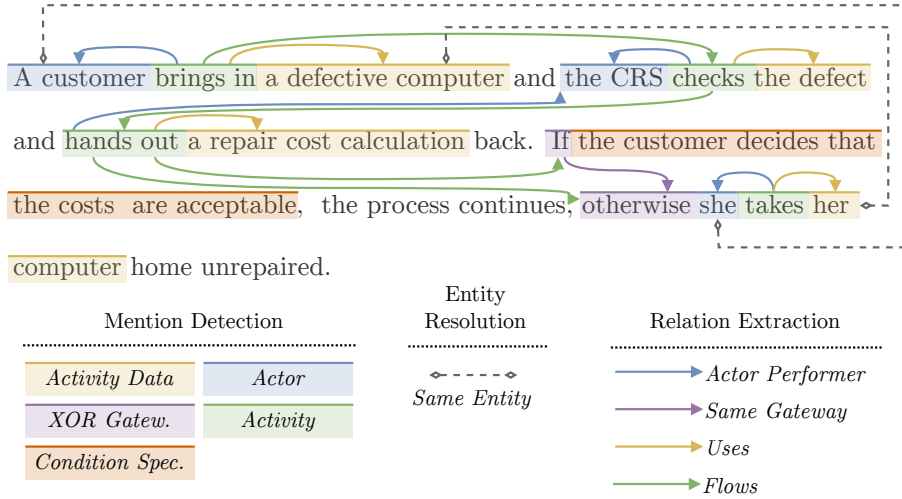 A customer brings in a defective computer and the CRS checks the defect
and hands out a repair cost calculation back. If the customer decides that
the costs are acceptable, the process continues, otherwise she takes her
computer home unrepaired.
Mention Detection
Activity Data
Actor
XOR Gatew.
Activity
Condition Spec.
Entity
Resolution
Same Entity
Relation Extraction
Actor Performer
Same Gateway
Uses
Flows